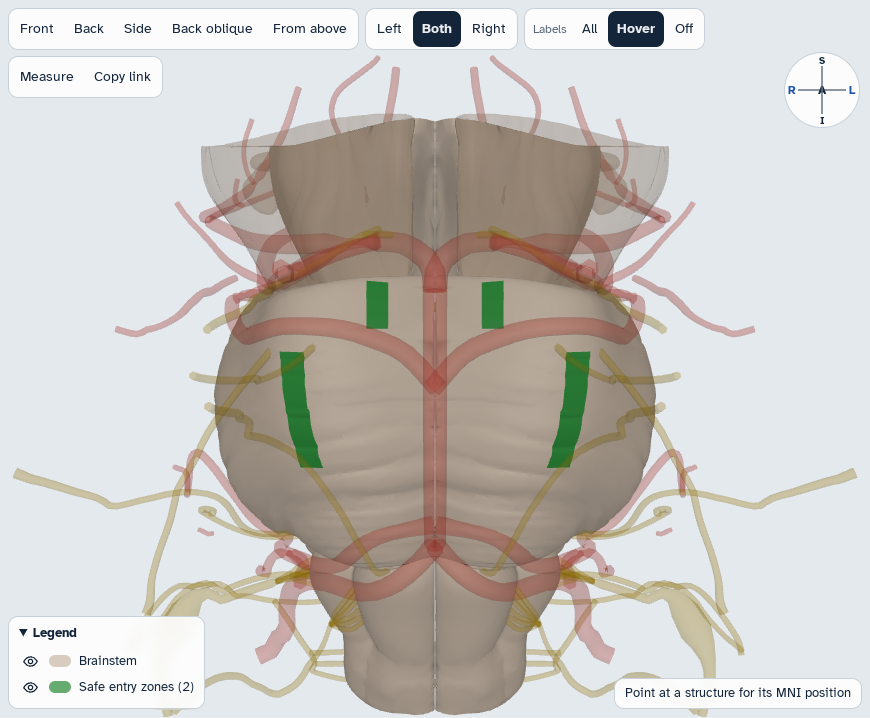 Front Back Side Back oblique From above Left Both Right Labels All Hover Off
Measure Copy link
S
R A L
I
▼ Legend
Brainstem
Safe entry zones (2)
Point at a structure for its MNI position